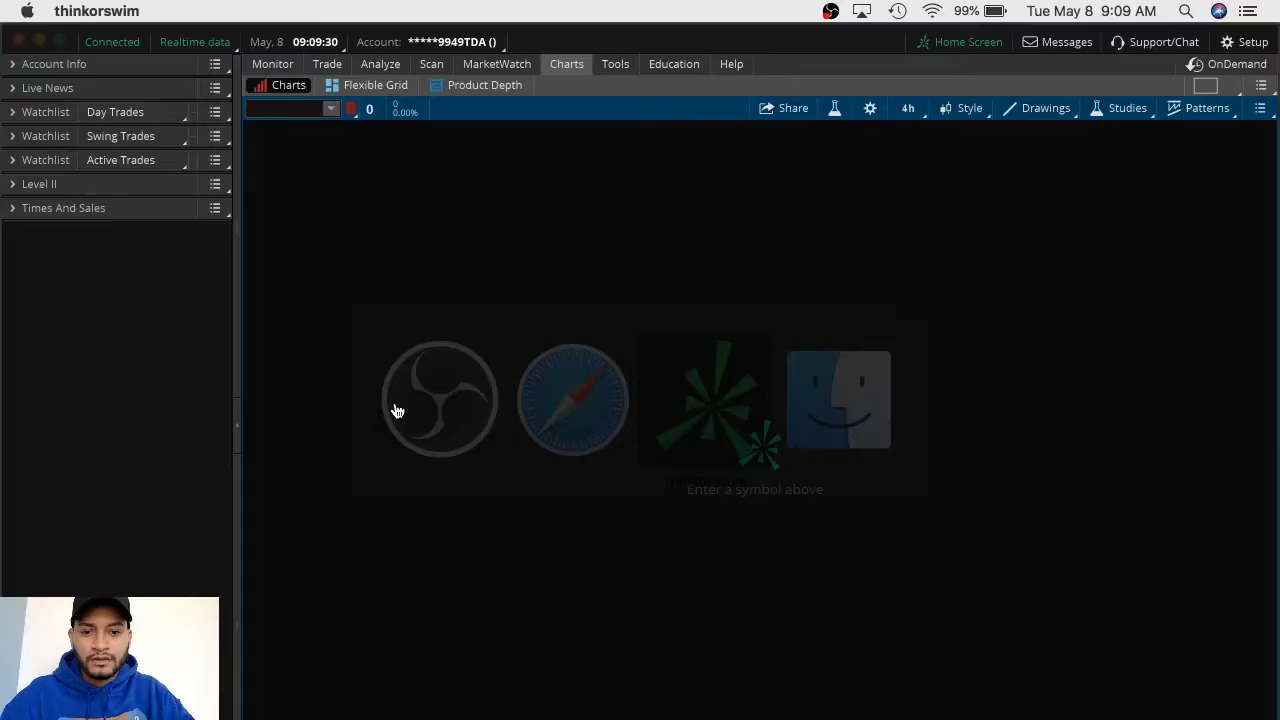 thinkorswim
99%
Tue May 8 9:09 AM
Connected
Realtime data
May, 8 09:09:30
Account: *****9949TDA ()
Home Screen
Messages
Support/Chat
Setup
Account Info
Live News
Watchlist Day Trades
Watchlist Swing Trades
Watchlist Active Trades
Level II
Times And Sales
Monitor
Trade
Analyze
Scan
MarketWatch
Charts
Tools
Education
Help
OnDemand
Charts
Flexible Grid
Product Depth
0
0
0.00%
Share
4h
Style
Drawings
Studies
Patterns
Enter a symbol above